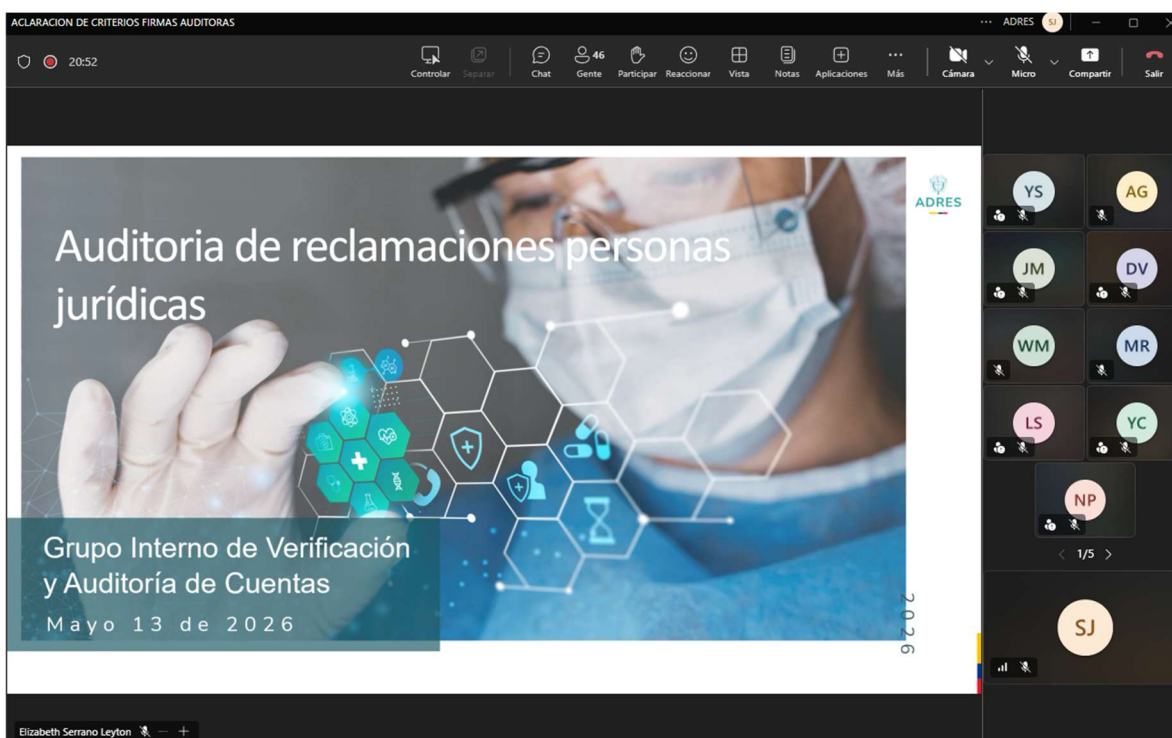 ACLARACION DE CRITERIOS FIRMAS AUDITORAS
ADRES
SJ
20:52
Controlar
Separar
Chat
46
Gente
Participar
Reaccionar
Vista
Notas
Aplicaciones
Más
Cámara
Micro
Compartir
Salir
Auditoria de reclamaciones personas
jurídicas
ADRES
Grupo Interno de Verificación
y Auditoría de Cuentas
Mayo 13 de 2026
2026
YS
AG
JM
DV
WM
MR
LS
YC
NP
1/5
SJ
Elizabeth Serrano Leyton